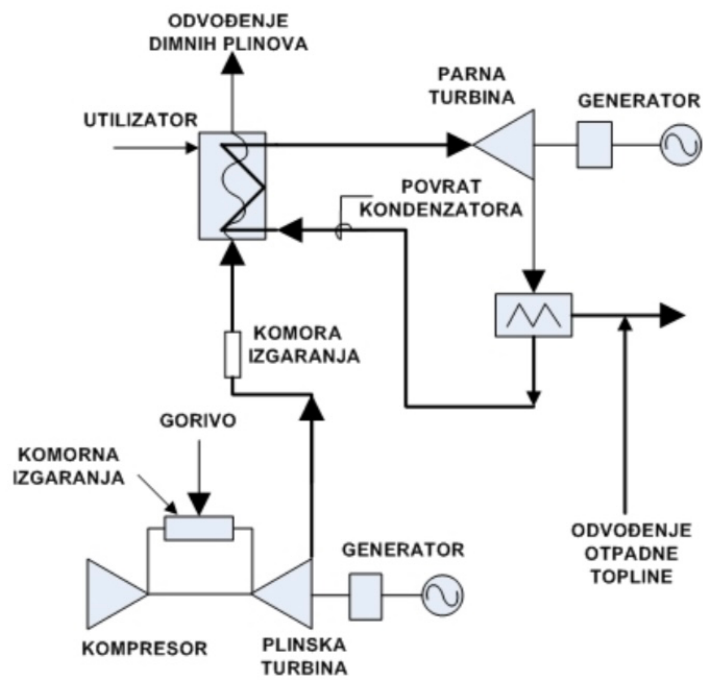 ODVOĐENJE
DIMNIH PLINOVA
PARNA
TURBINA
GENERATOR
UTILIZATOR
POVRAT
KONDENZATORA
KOMORA
IZGARANJA
GORIVO
KOMORNA
IZGARANJA
ODVOĐENJE
OTPADNE
TOPLINE
GENERATOR
KOMPRESOR
PLINSKA
TURBINA